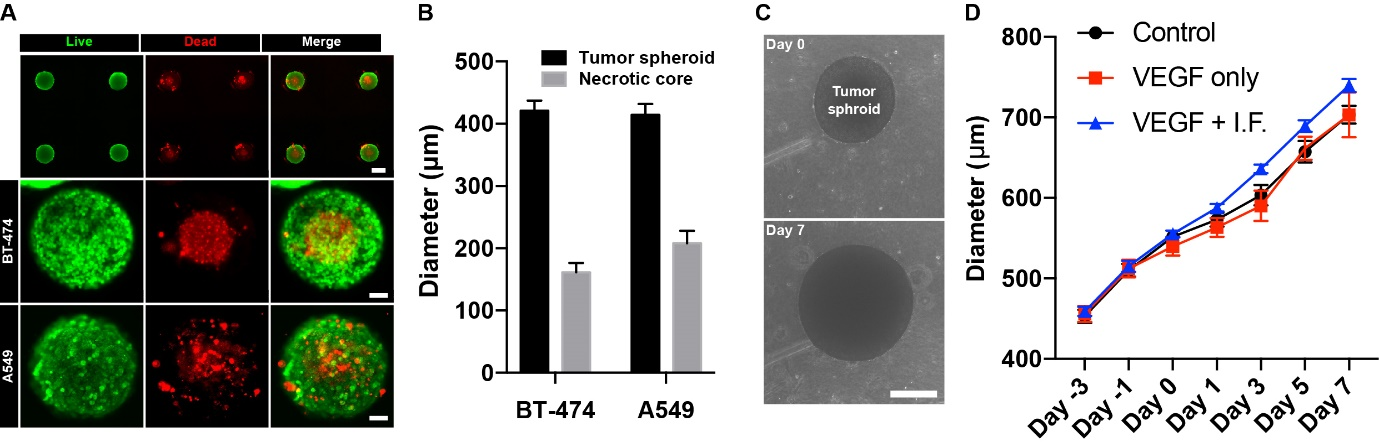 A
Live Dead Merge
BT-474
A549
B
Tumor spheroid
Necrotic core
Diameter (μm)
500
400
300
200
100
0
BT-474 A549
C
Day 0
Tumor
sphroid
Day 7
D
Control
VEGF only
VEGF + I.F.
Diameter (μm)
800
700
600
500
400
Day -3 Day -1 Day 0 Day 1 Day 3 Day 5 Day 7